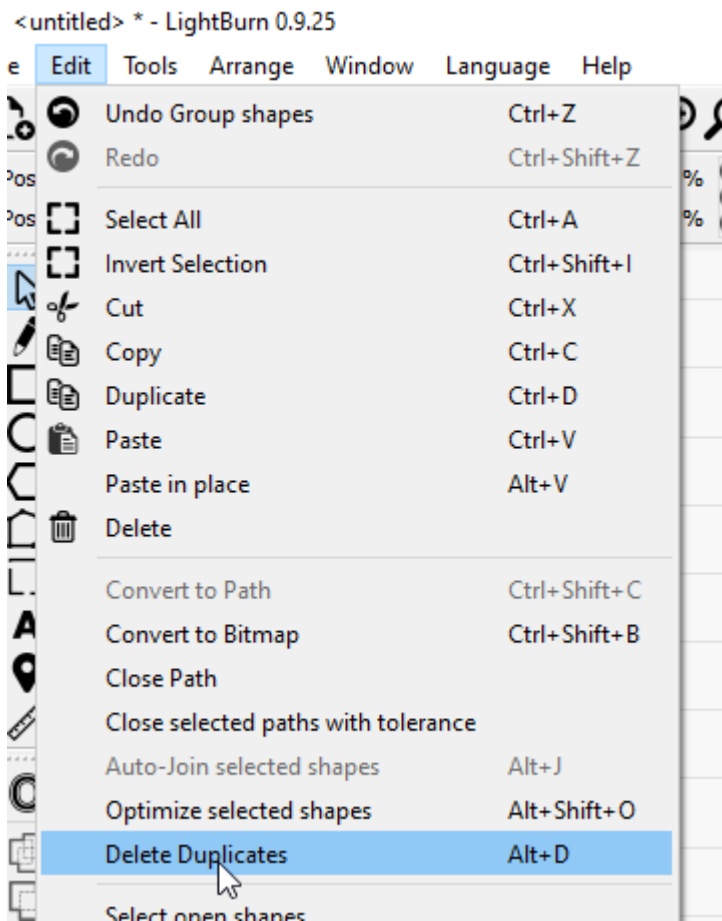 <untitled> * - LightBurn 0.9.25
e Edit Tools Arrange Window Language Help
Undo Group shapes Ctrl+Z
Redo Ctrl+Shift+Z
Pos %
Pos %
Select All Ctrl+A
Invert Selection Ctrl+Shift+I
Cut Ctrl+X
Copy Ctrl+C
Duplicate Ctrl+D
Paste Ctrl+V
Paste in place Alt+V
Delete
Convert to Path Ctrl+Shift+C
Convert to Bitmap Ctrl+Shift+B
Close Path
Close selected paths with tolerance
Auto-Join selected shapes Alt+J
Optimize selected shapes Alt+Shift+O
Delete Duplicates Alt+D
Select open shapes